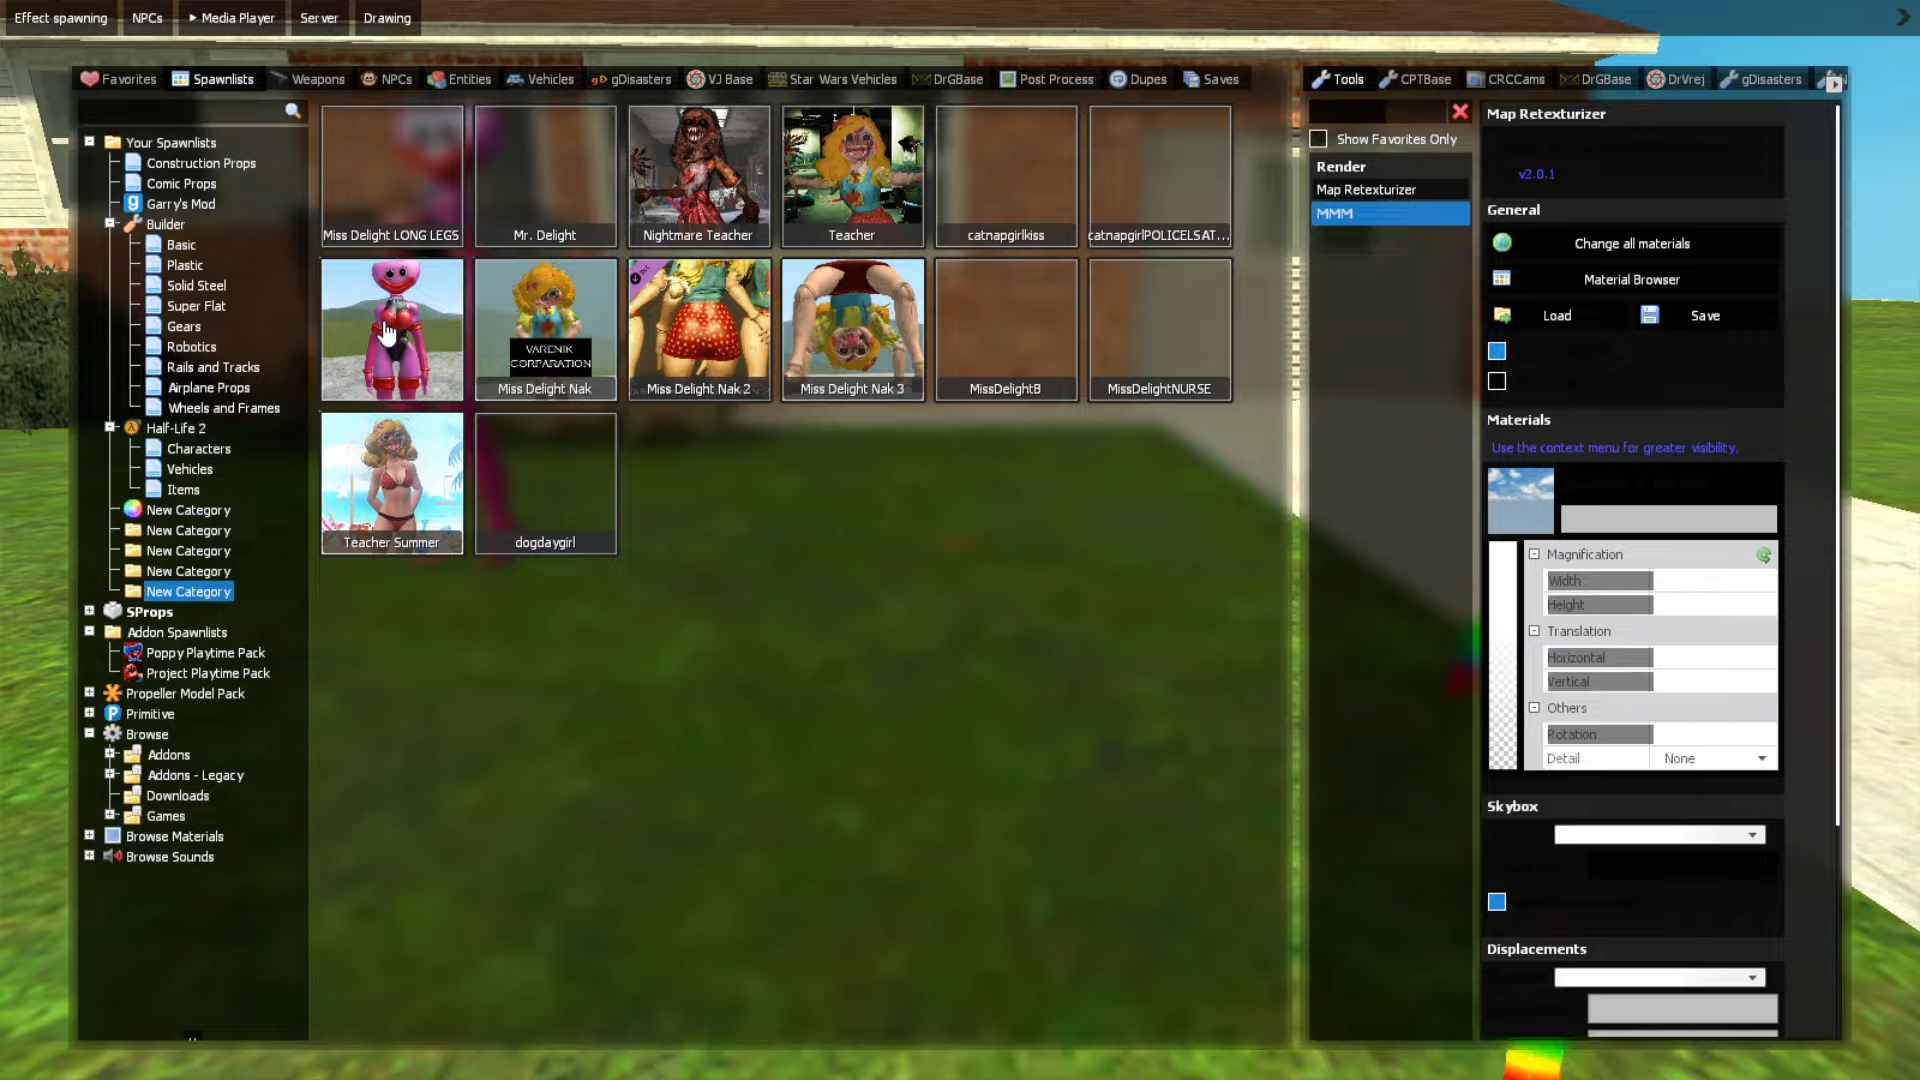 Effect spawning NPCs Media Player Server Drawing
Favorites Spawnlists Weapons NPCs Entities Vehicles gD gDisasters VJ Base Star Wars Vehicles DrGBase Post Process Dupes Saves
Tools CPTBase CRCCams DrGBase DrVrej gDisasters
Your Spawnlists
Construction Props
Comic Props
Garry's Mod
Builder
Basic
Plastic
Solid Steel
Super Flat
Gears
Robotics
Rails and Tracks
Airplane Props
Wheels and Frames
Half-Life 2
Characters
Vehicles
Items
New Category
New Category
New Category
New Category
New Category
SProps
Addon Spawnlists
Poppy Playtime Pack
Project Playtime Pack
Propeller Model Pack
Primitive
Browse
Addons
Addons - Legacy
Downloads
Games
Browse Materials
Browse Sounds
Miss Delight LONG LEGS
Mr. Delight
Nightmare Teacher
Teacher
catnapgirlkiss
catnapgirlPOLICELSAT...
VARENIK
CORPARATION
Miss Delight Nak
DLC
Miss Delight Nak 2
Miss Delight Nak 3
MissDelightB
MissDelightNURSE
Teacher Summer
dogdaygirl
Show Favorites Only
Render
Map Retexturizer
MMM
Map Retexturizer
v2.0.1
General
Change all materials
Material Browser
Load
Save
Materials
Use the context menu for greater visibility.
Magnification
Width
Height
Translation
Horizontal
Vertical
Others
Rotation
Detail None
Skybox
Displacements